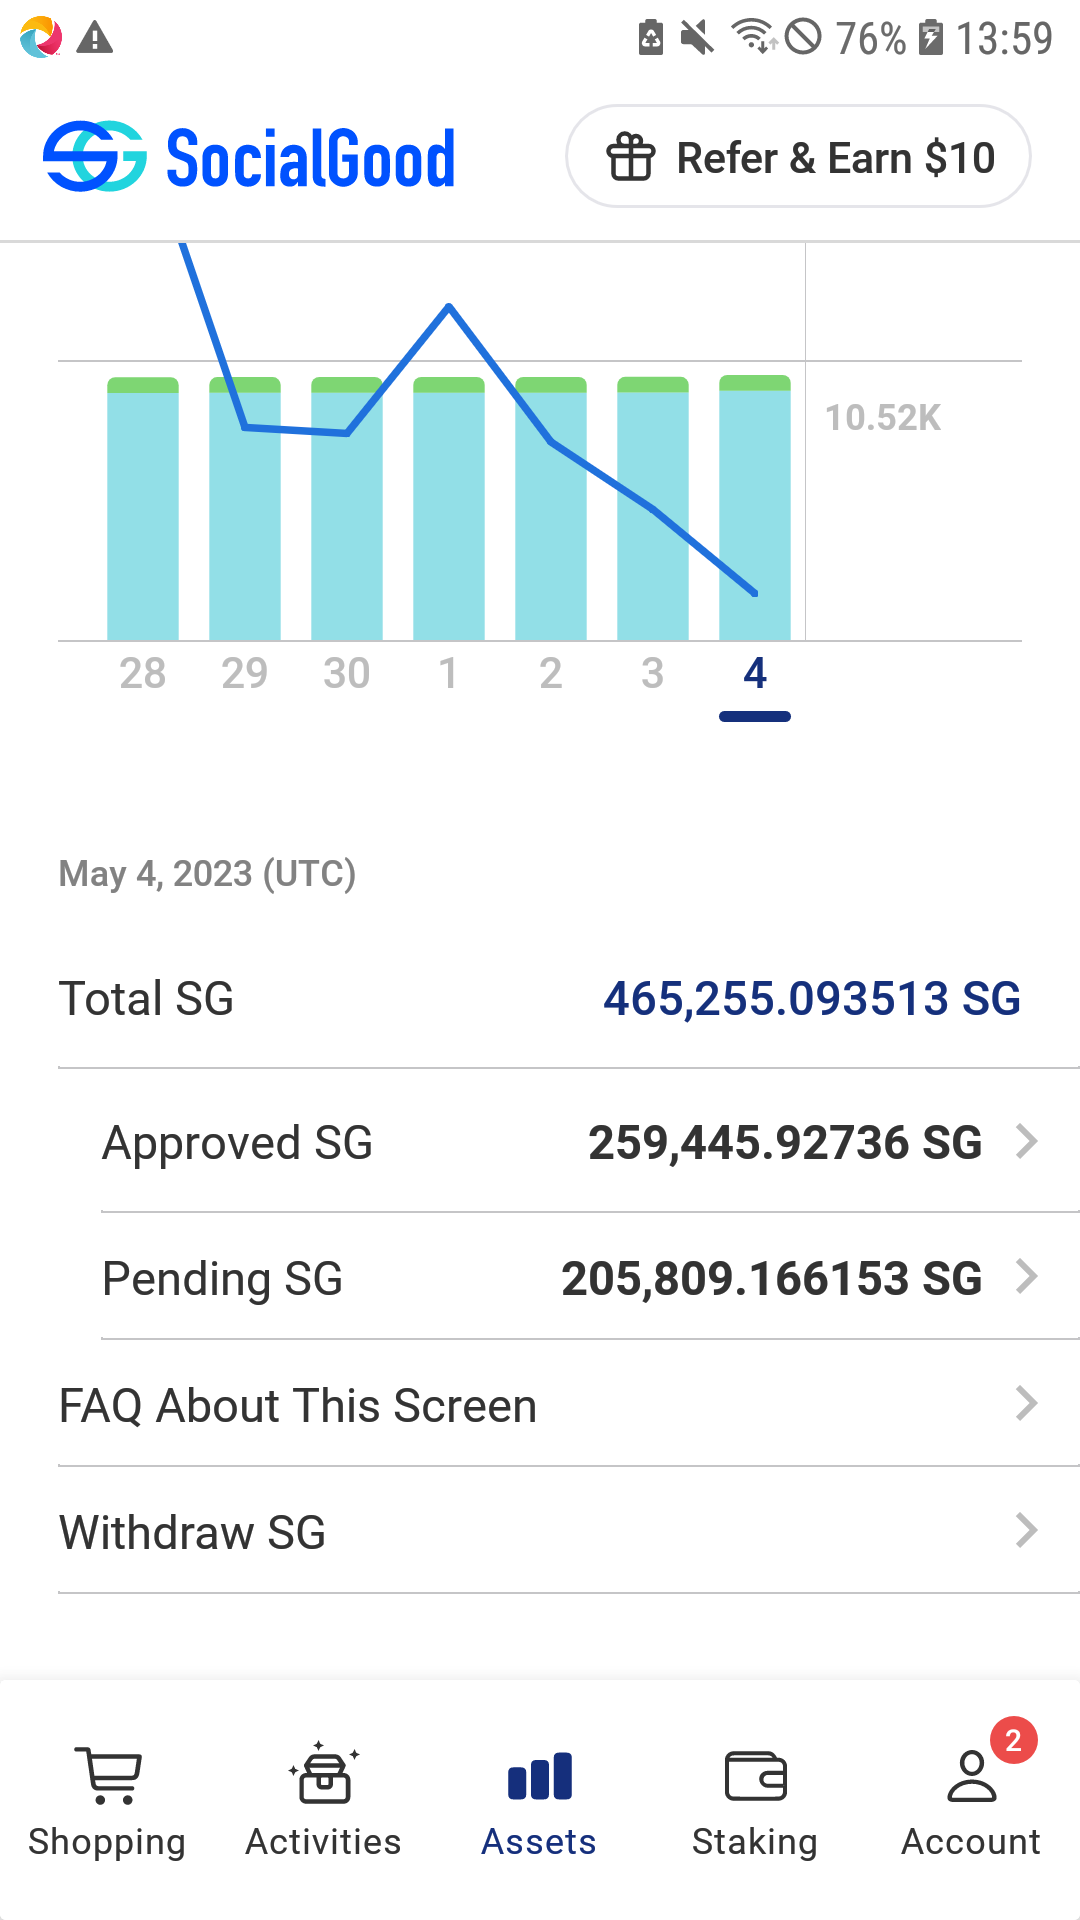 76% 13:59
SocialGood
Refer & Earn $10
10.52K
28 29 30 1 2 3 4
May 4, 2023 (UTC)
Total SG 465,255.093513 SG
Approved SG 259,445.92736 SG
Pending SG 205,809.166153 SG
FAQ About This Screen
Withdraw SG
2
Shopping Activities Assets Staking Account